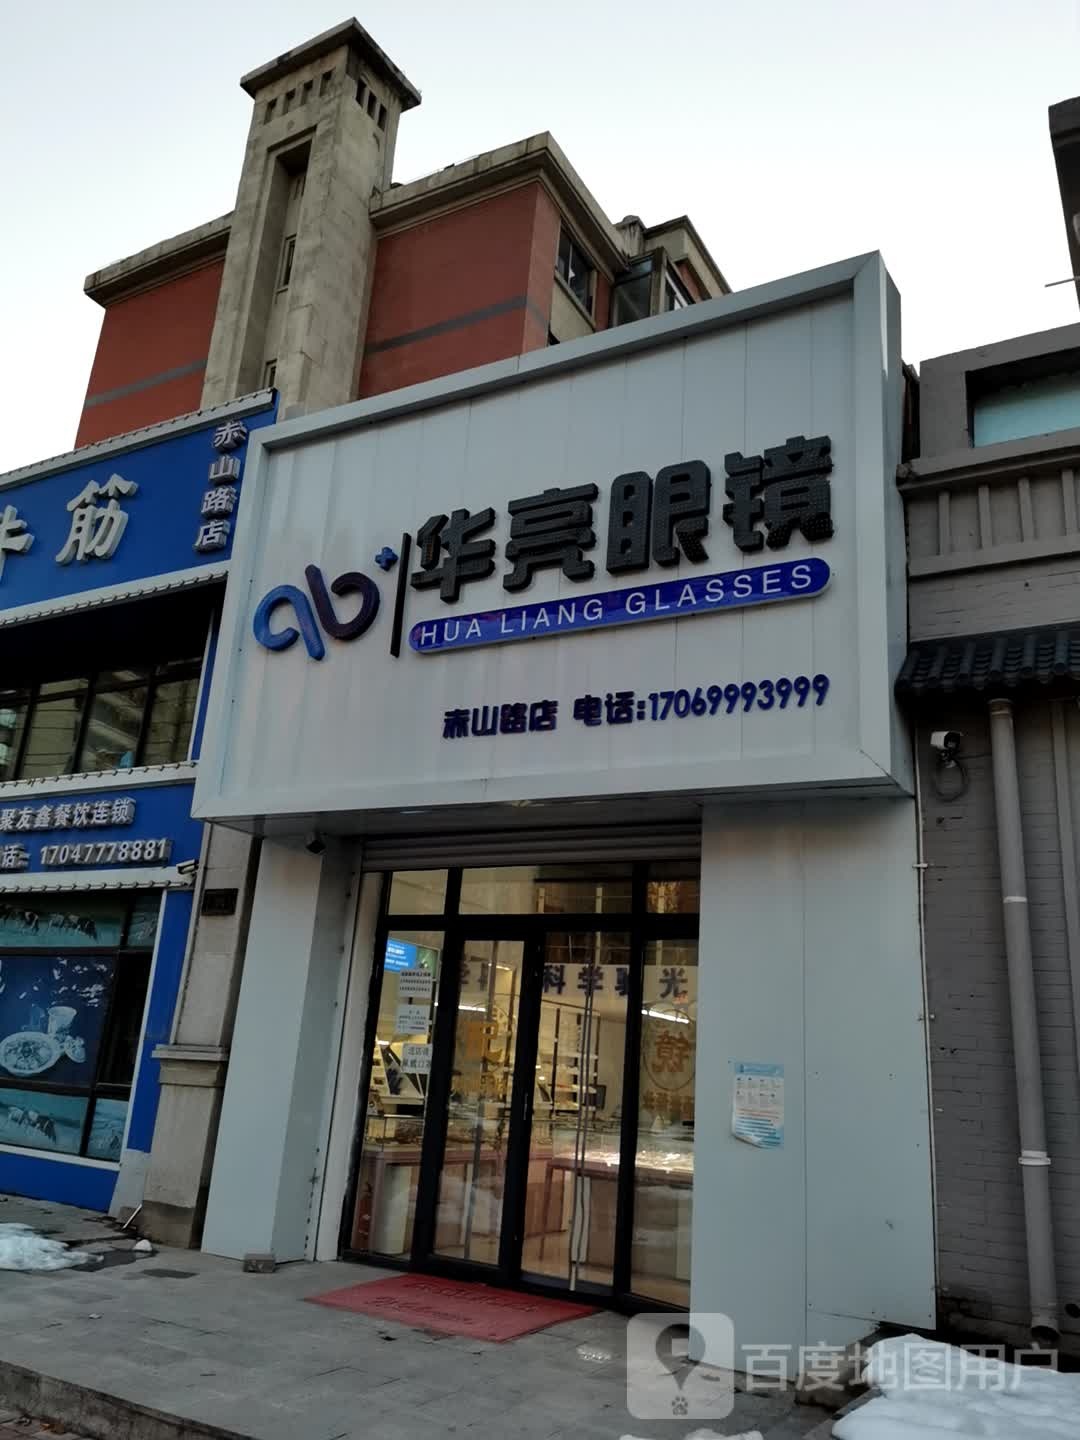 牛筋
赤山路店
聚友鑫餐饮连锁
话- 17047778881
华亮眼镜
HUA LIANG GLASSES
赤山路店 电话:17069993999
科学验光
镜
百度地图用户